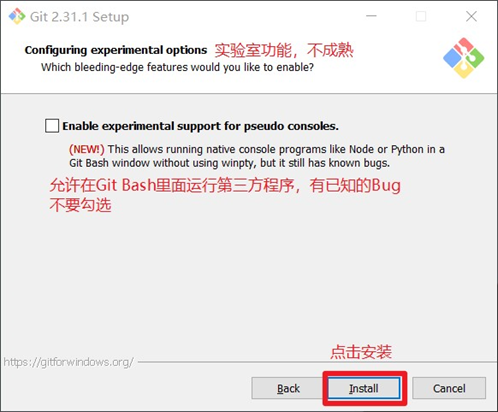 Git 2.31.1 Setup
Configuring experimental options 实验室功能，不成熟
Which bleeding-edge features would you like to enable?
Enable experimental support for pseudo consoles.
(NEW!) This allows running native console programs like Node or Python in a
Git Bash window without using winpty, but it still has known bugs.
允许在Git Bash里面运行第三方程序，有已知的Bug
不要勾选
点击安装
https://gitforwindows.org/
Back Install Cancel